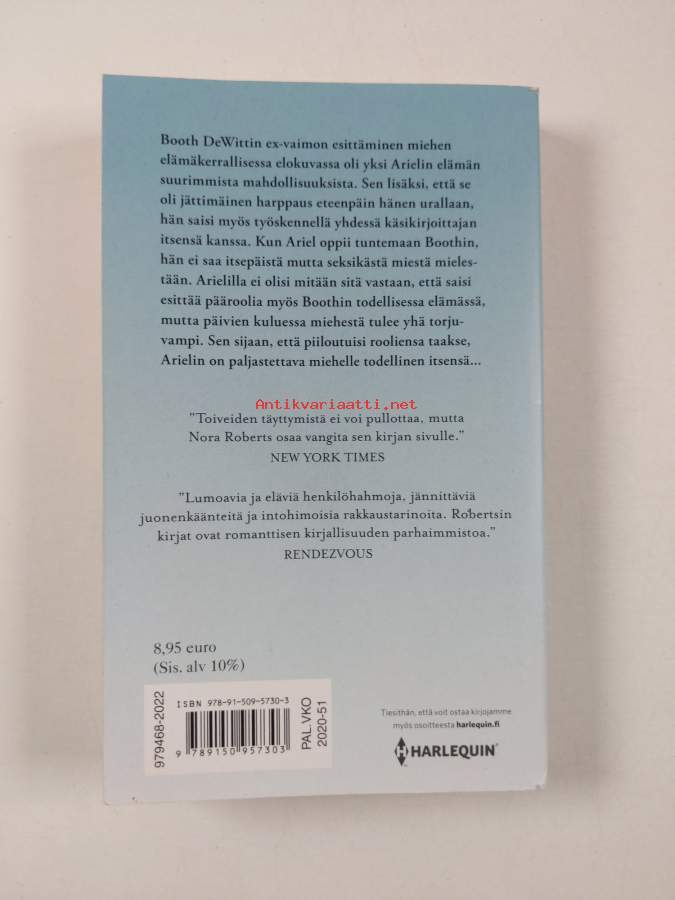 Booth DeWittin ex-vaimon esittäminen miehen
elämäkerrallisessa elokuvassa oli yksi Arielin elämän
suurimmista mahdollisuuksista. Sen lisäksi, että se
oli jättimäinen harppaus eteenpäin hänen urallaan,
hän saisi myös työskennellä yhdessä käsikirjoittajan
itsensä kanssa. Kun Ariel oppii tuntemaan Boothin,
hän ei saa itsepäistä mutta seksikästä miestä mieles-
tään. Arielilla ei olisi mitään sitä vastaan, että saisi
esittää pääroolia myös Boothin todellisessa elämässä,
mutta päivien kuluessa miehestä tulee yhä torju-
vampi. Sen sijaan, että piiloutuisi rooliensa taakse,
Arielin on paljastettava miehelle todellinen itsensä...
Antikvariaatti.net
"Toiveiden täyttymistä ei voi pullottaa, mutta
Nora Roberts osaa vangita sen kirjan sivulle."
NEW YORK TIMES
"Lumoavia ja eläviä henkilöhahmoja, jännittäviä
juonenkäänteitä ja intohimoisia rakkaustarinoita. Robertsin
kirjat ovat romanttisen kirjallisuuden parhaimmistoa."
RENDEZVOUS
8,95 euro
(Sis. alv 10%)
979468-2022
ISBN 978-91-509-5730-3
9 789150 957303
PAL.VKO
2020-51
Tiesithän, että voit ostaa kirjojamme
myös osoitteesta harlequin.fi
H HARLEQUIN®